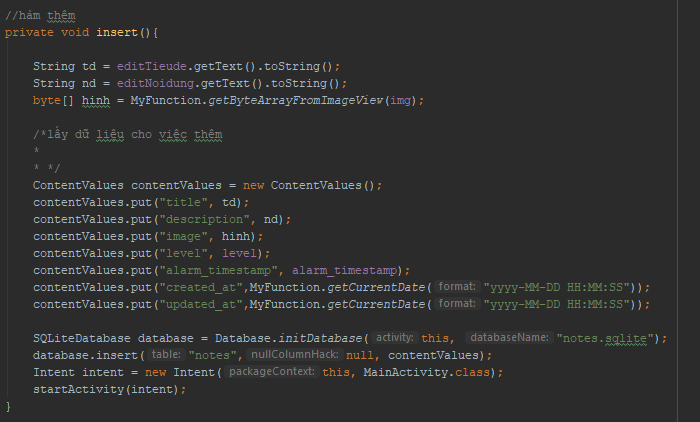 //hàm thêm
private void insert(){
String td = editTieude.getText().toString();
String nd = editNoidung.getText().toString();
byte[] hinh = MyFunction.getByteArrayFromImageView(img);
/*lấy dữ liệu cho việc thêm
*
* */
ContentValues contentValues = new ContentValues();
contentValues.put("title", td);
contentValues.put("description", nd);
contentValues.put("image", hinh);
contentValues.put("level", level);
contentValues.put("alarm_timestamp", alarm_timestamp);
contentValues.put("created_at",MyFunction.getCurrentDate( format: "yyyy-MM-DD HH:MM:SS"));
contentValues.put("updated_at",MyFunction.getCurrentDate( format: "yyyy-MM-DD HH:MM:SS"));
SQLiteDatabase database = Database.initDatabase( activity: this, databaseName: "notes.sqlite");
database.insert( table: "notes", nullColumnHack: null, contentValues);
Intent intent = new Intent( packageContext: this, MainActivity.class);
startActivity(intent);
}